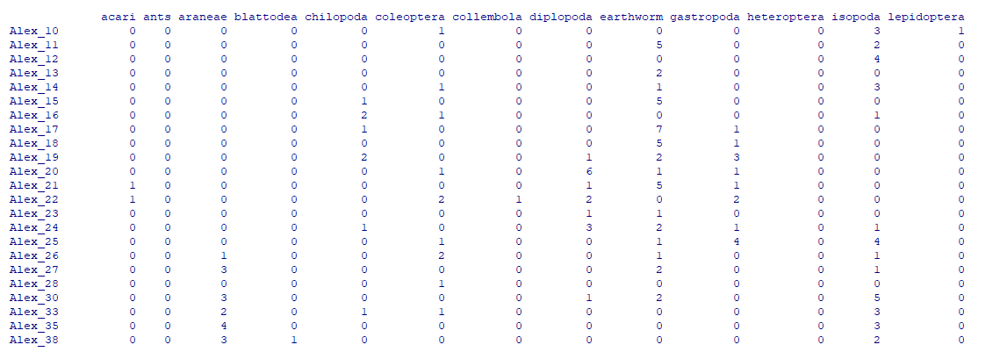 acari ants araneae blattodea chilopoda coleoptera collembola diplopoda earthworm gastropoda heteroptera isopoda lepidoptera
Alex_10 0 0 0 0 0 1 0 0 0 0 0 3 1
Alex_11 0 0 0 0 0 0 0 0 5 0 0 2 0
Alex_12 0 0 0 0 0 0 0 0 0 0 0 4 0
Alex_13 0 0 0 0 0 0 0 0 2 0 0 0 0
Alex_14 0 0 0 0 0 1 0 0 1 0 0 3 0
Alex_15 0 0 0 0 1 0 0 0 5 0 0 0 0
Alex_16 0 0 0 0 2 1 0 0 0 0 0 1 0
Alex_17 0 0 0 0 1 0 0 0 7 1 0 0 0
Alex_18 0 0 0 0 0 0 0 0 5 1 0 0 0
Alex_19 0 0 0 0 2 0 0 1 2 3 0 0 0
Alex_20 0 0 0 0 0 1 0 6 1 1 0 0 0
Alex_21 1 0 0 0 0 0 0 1 5 1 0 0 0
Alex_22 1 0 0 0 0 2 1 2 0 2 0 0 0
Alex_23 0 0 0 0 0 0 0 1 1 0 0 0 0
Alex_24 0 0 0 0 1 0 0 3 2 1 0 1 0
Alex_25 0 0 0 0 0 1 0 0 1 4 0 4 0
Alex_26 0 0 1 0 0 2 0 0 1 0 0 1 0
Alex_27 0 0 3 0 0 0 0 0 2 0 0 1 0
Alex_28 0 0 0 0 0 1 0 0 0 0 0 0 0
Alex_30 0 0 3 0 0 0 0 1 2 0 0 5 0
Alex_33 0 0 2 0 1 1 0 0 0 0 0 3 0
Alex_35 0 0 4 0 0 0 0 0 0 0 0 3 0
Alex_38 0 0 3 1 0 0 0 0 0 0 0 2 0